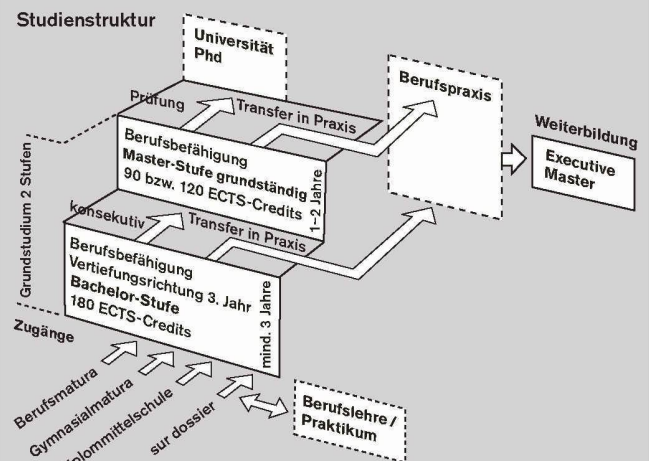 Studienstruktur
Universität
Phd
Berufspraxis
Prüfung
Transfer in Praxis
Weiterbildung
Executive
Master
Berufsbefähigung
Master-Stufe grundständig
90 bzw. 120 ECTS-Credits
1–2 Jahre
Grundstudium 2 Stufen
konsekutiv
Transfer in Praxis
Berufsbefähigung
Vertiefungsrichtung 3. Jahr
Bachelor-Stufe
180 ECTS-Credits
mind. 3 Jahre
Zugänge
Berufsmatura
Gymnasialmatura
plommittelschule
sur dossier
Berufslehre /
Praktikum